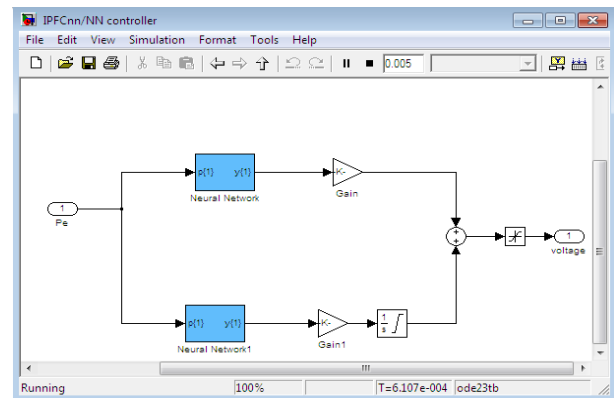 IPFCnn/NN controller
File Edit View Simulation Format Tools Help
0.005
p{1} y{1}
Neural Network
K-
Gain
1
Pe
+
+
1
voltage
p{1} y{1}
Neural Network1
K-
Gain1
1
s
Running 100% T=6.107e-004 ode23tb